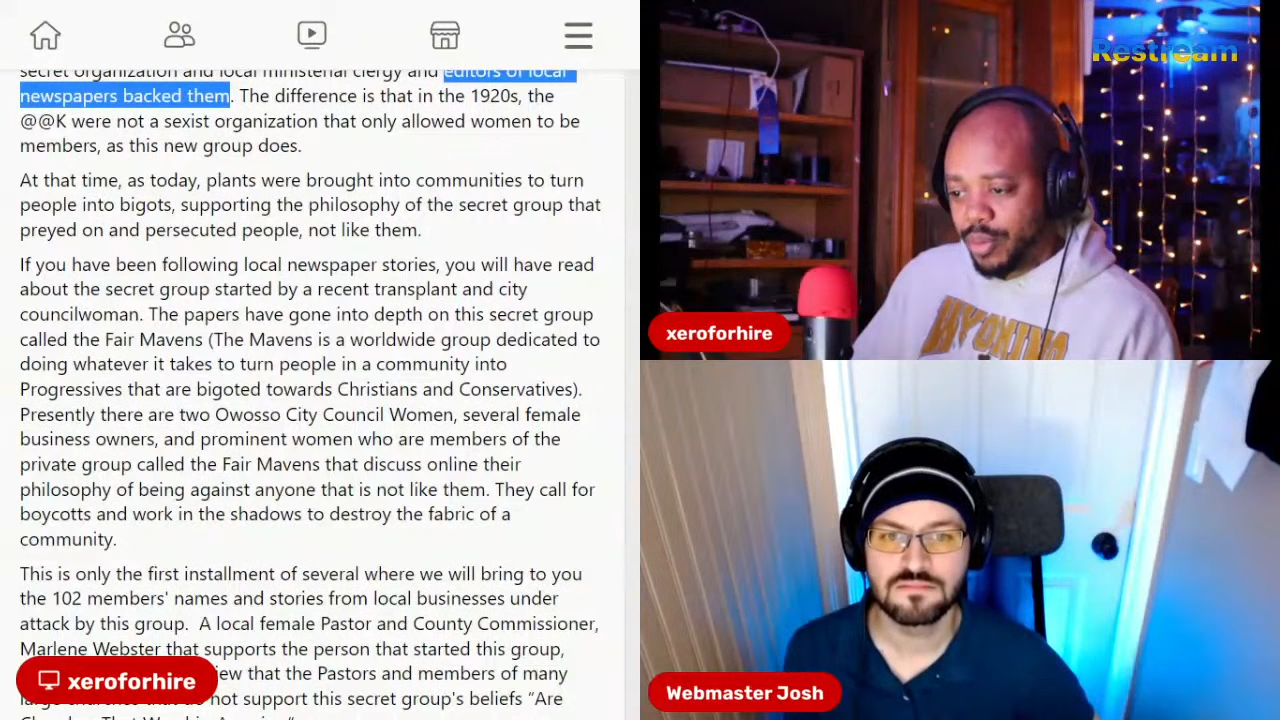 secret organization and local ministerial clergy and editors of local
newspapers backed them. The difference is that in the 1920s, the
@@K were not a sexist organization that only allowed women to be
members, as this new group does.
At that time, as today, plants were brought into communities to turn
people into bigots, supporting the philosophy of the secret group that
preyed on and persecuted people, not like them.
If you have been following local newspaper stories, you will have read
about the secret group started by a recent transplant and city
councilwoman. The papers have gone into depth on this secret group
called the Fair Mavens (The Mavens is a worldwide group dedicated to
doing whatever it takes to turn people in a community into
Progressives that are bigoted towards Christians and Conservatives).
Presently there are two Owosso City Council Women, several female
business owners, and prominent women who are members of the
private group called the Fair Mavens that discuss online their
philosophy of being against anyone that is not like them. They call for
boycotts and work in the shadows to destroy the fabric of a
community.
This is only the first installment of several where we will bring to you
the 102 members' names and stories from local businesses under
attack by this group. A local female Pastor and County Commissioner,
Marlene Webster that supports the person that started this group,
view that the Pastors and members of many
not support this secret group's beliefs “Are
xeroforhire
Restream
WYOMING
xeroforhire
Webmaster Josh